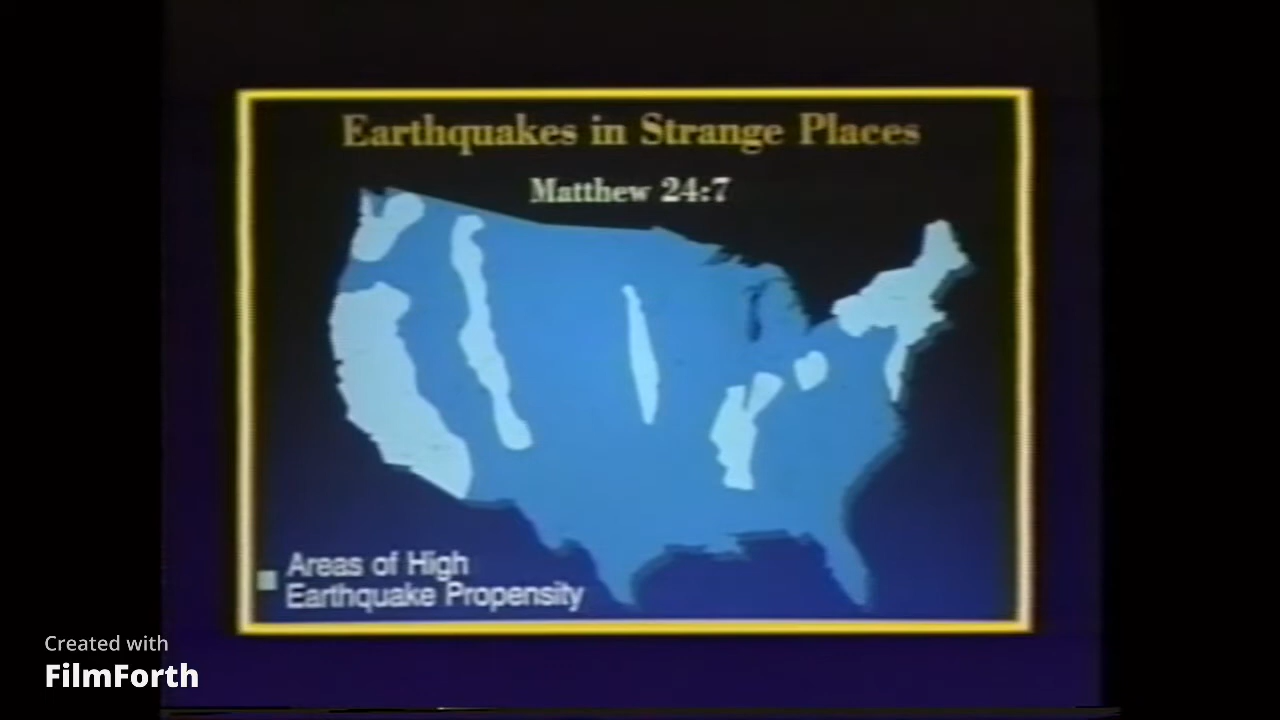 Earthquakes in Strange Places
Matthew 24:7
Areas of High
Earthquake Propensity
Created with
FilmForth